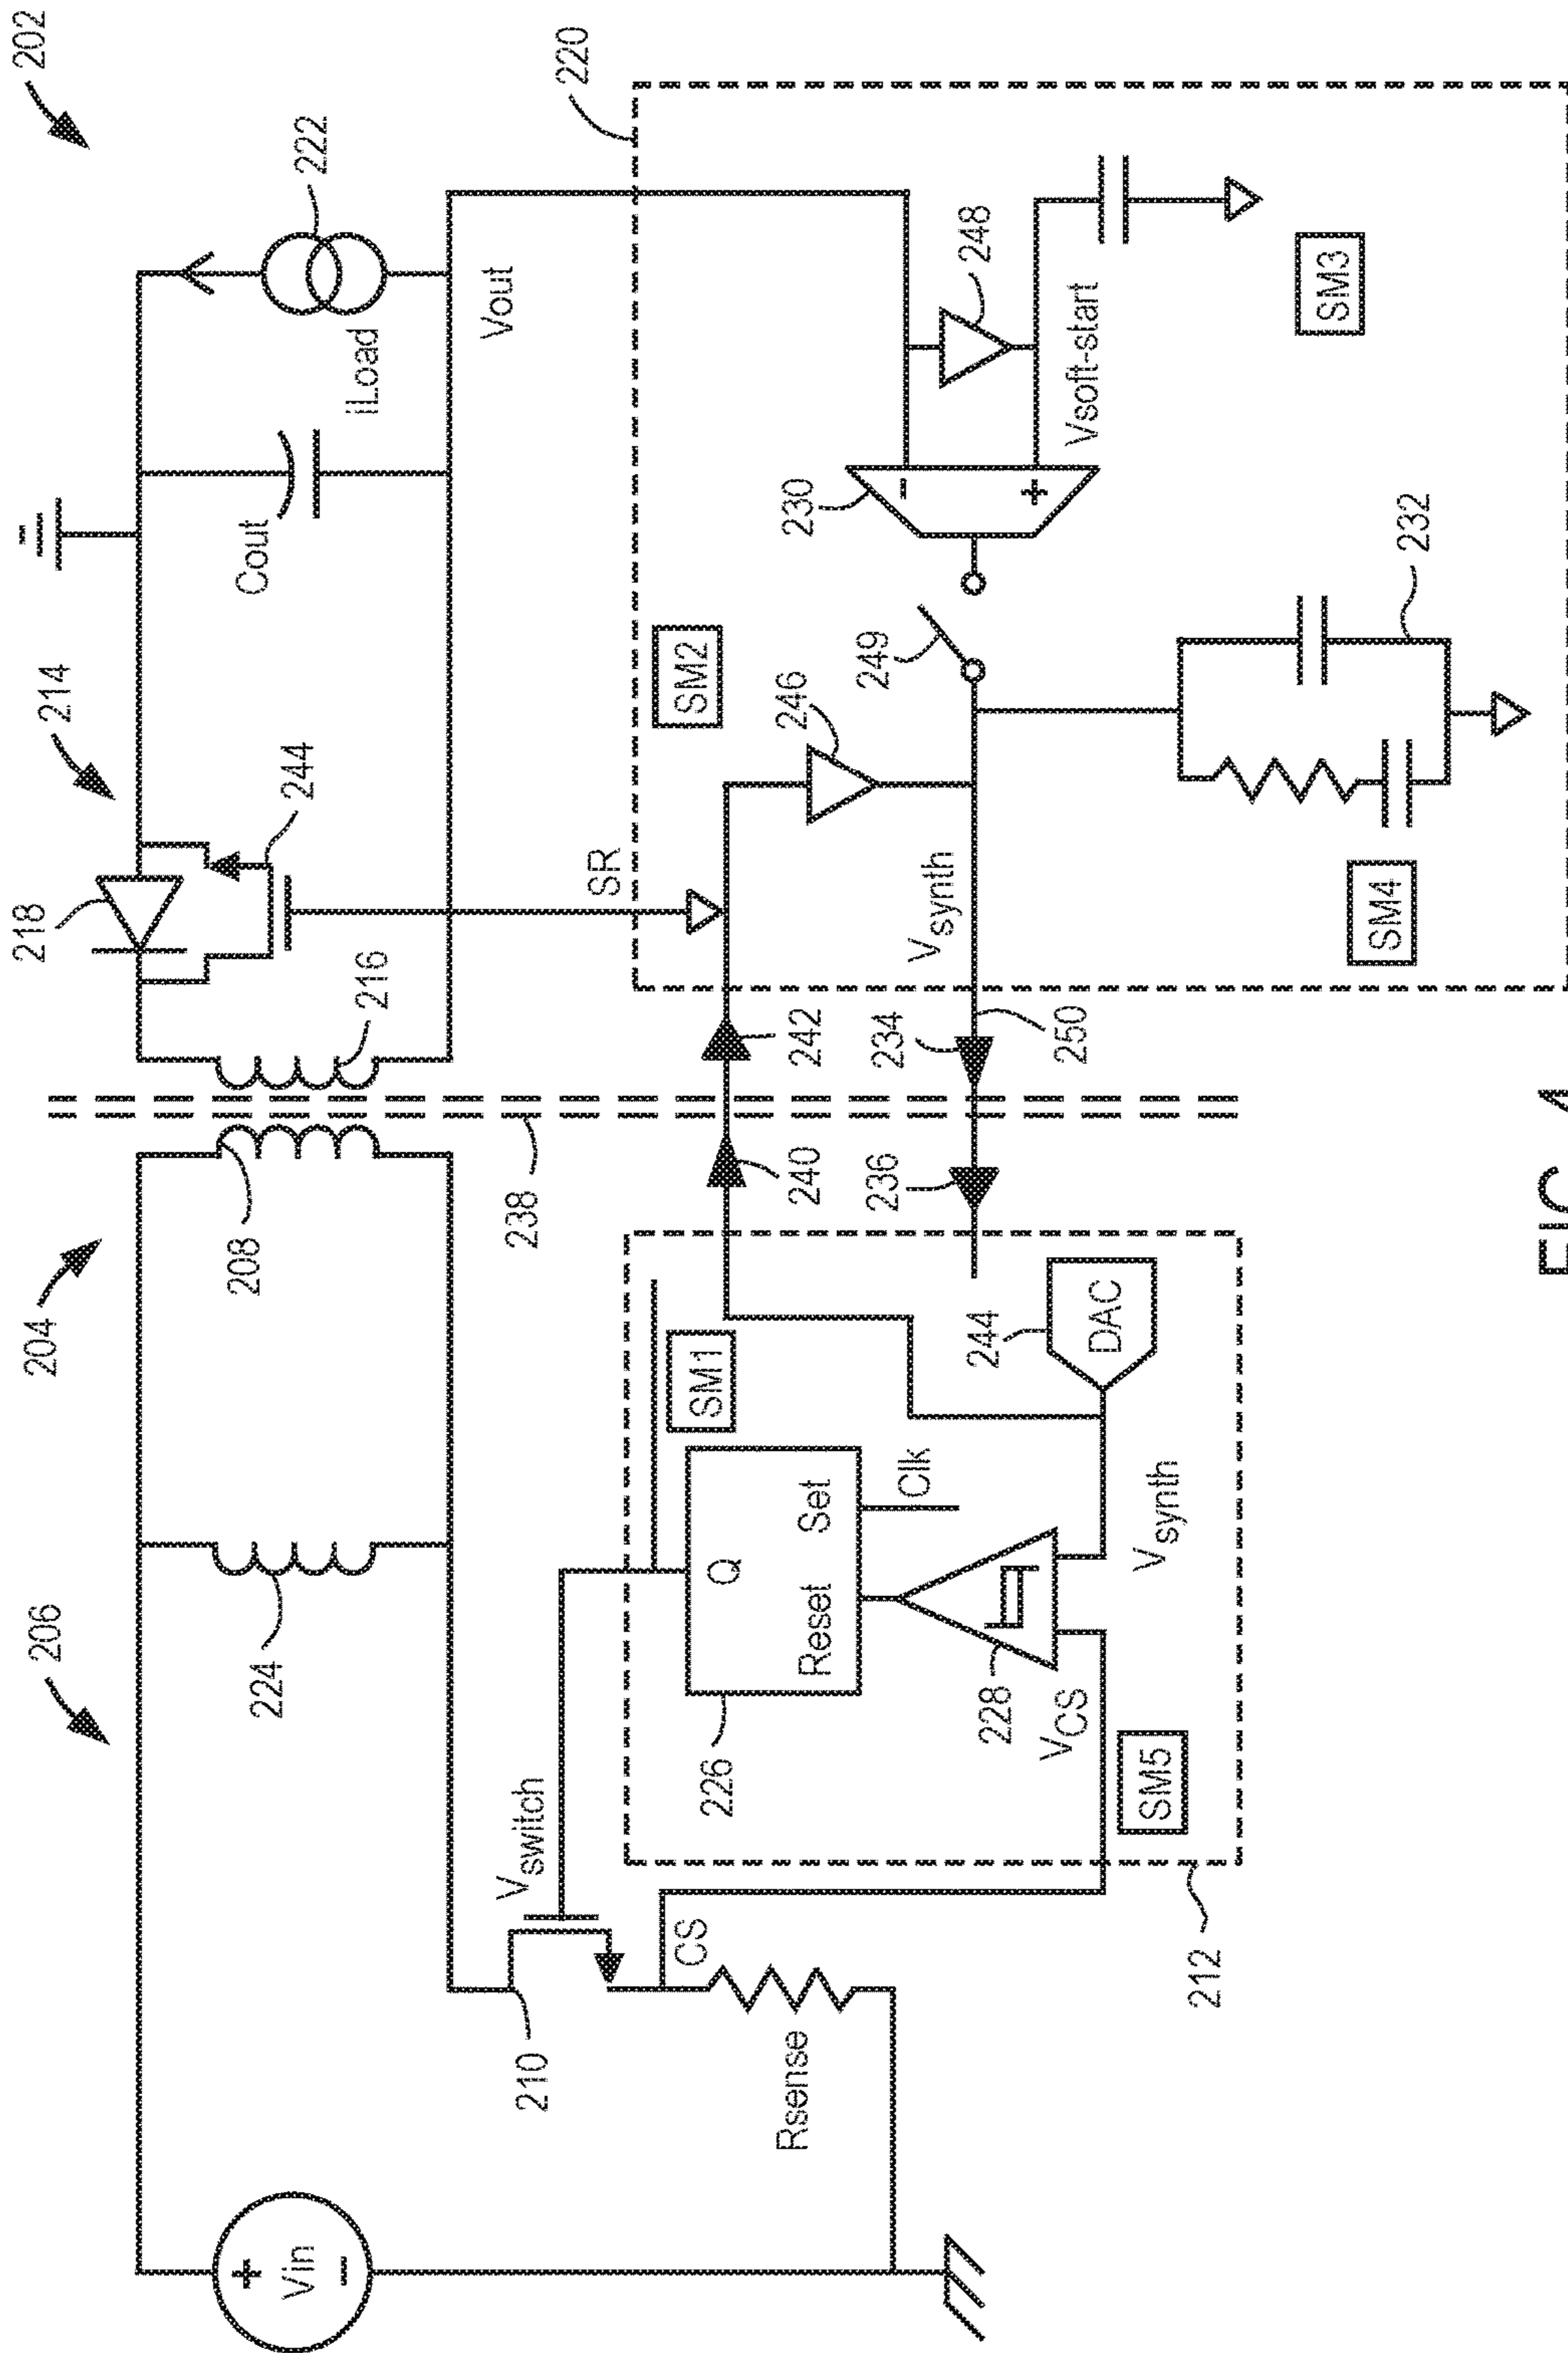 202
204
206
214
218
244
216
208
224
222
Cout
iLoad
Vout
220
238
SR
SM2
242
240
246
249
230
248
Vsoft-start
SM3
232
SM4
Vsynth
234
236
250
SM1
244
DAC
Q
Set
Reset
Clk
226
228
Vsynth
VCS
SM5
212
Vswitch
210
CS
Rsense
+
Vin
−
−
+